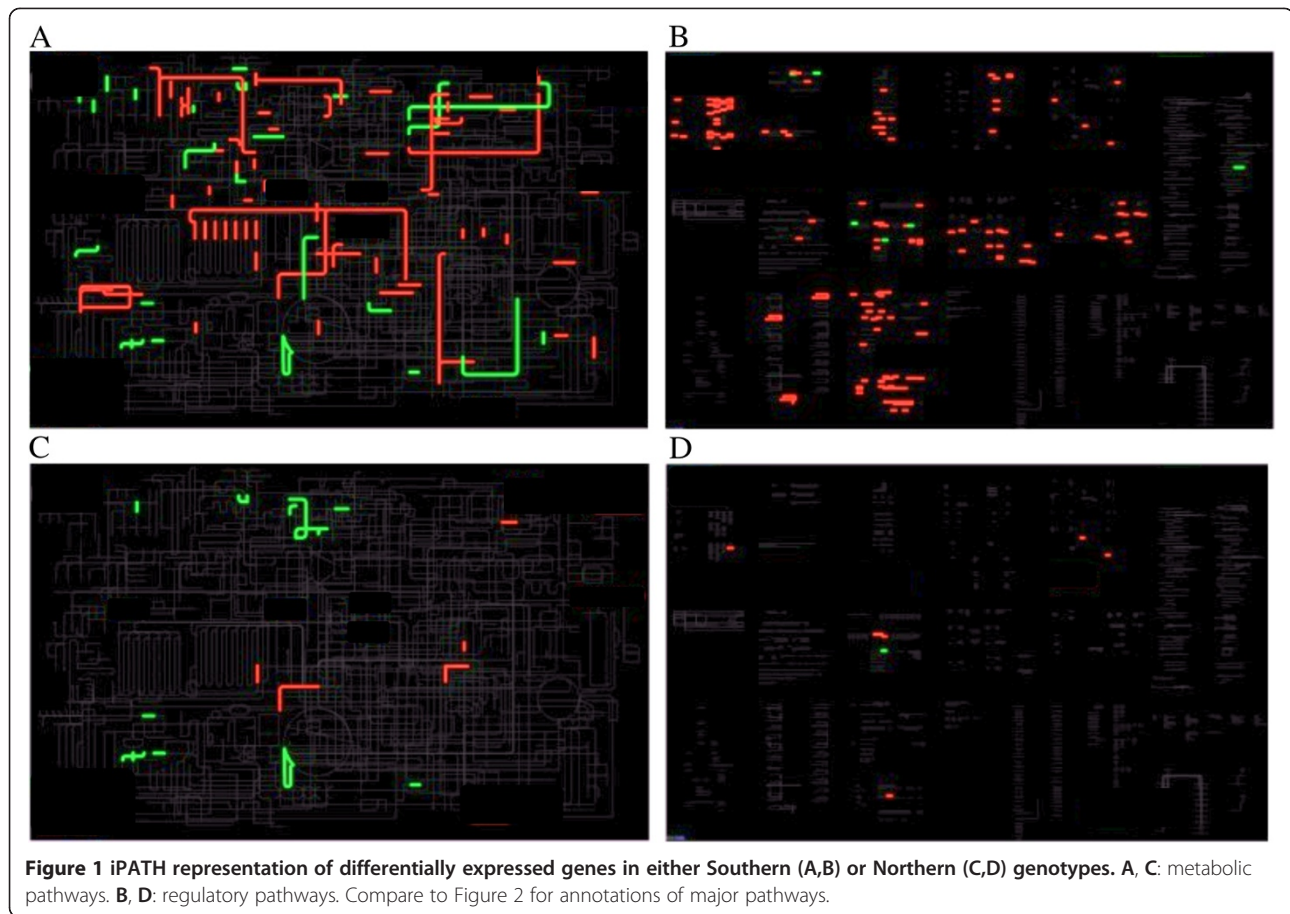 A
B
C
D
Figure 1 iPATH representation of differentially expressed genes in either Southern (A,B) or Northern (C,D) genotypes. A, C: metabolic
pathways. B, D: regulatory pathways. Compare to Figure 2 for annotations of major pathways.